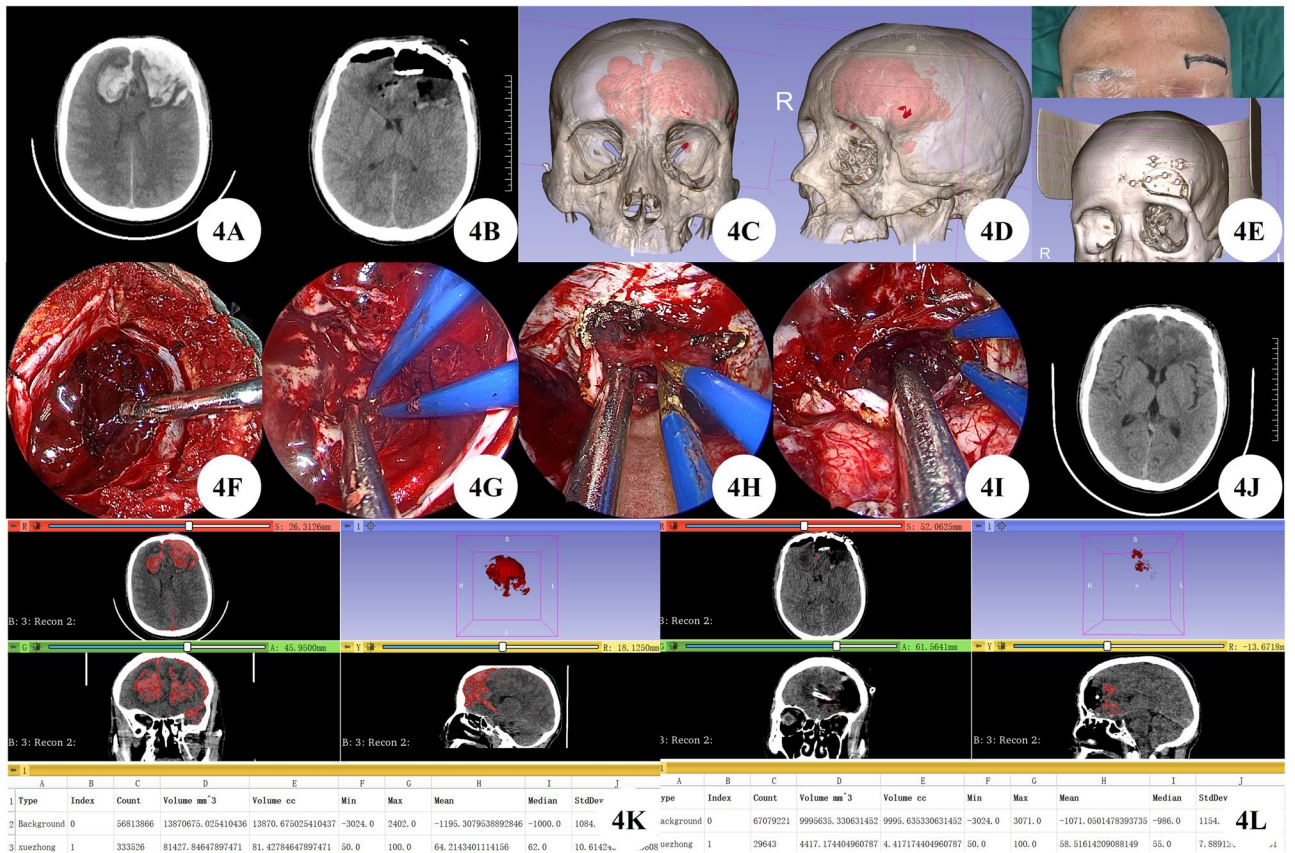 4A
4B
4C
R
4D
R
4E
4F
4G
4H
4I
4J
R S: 26.3126mm
1
B: 3: Recon 2:
S
R L
I
G A: 45.9500mm
Y R: 18.1250mm
B: 3: Recon 2:
B: 3: Recon 2:
1
A B C D E F G H I J
1 Type Index Count Volume mm^3 Volume cc Min Max Mean Median StdDev
2 Background 0 56813866 13870675.025410436 13870.675025410437 -3024.0 2402.0 -1195.3079538892846 -1000.0 1084.
3 xuezhong 1 333526 81427.84647897471 81.42784647897471 50.0 100.0 64.2143401114156 62.0
4K
R S: 52.0635mm
1
B: 3: Recon 2:
S
R P L
I
G A: 61.5641mm
Y R: -13.6718m
B: 3: Recon 2:
B: 3: Recon 2:
1
A B C D E F G H I J
Type Index Count Volume mm^3 Volume cc Min Max Mean Median StdDev
ackground 0 67079221 9995635.330631452 9995.635330631452 -3024.0 3071.0 -1071.0501478393735 -986.0 1154.
uezhong 1 29643 4417.174404960787 4.417174404960787 50.0 100.0 58.51614209088149 55.0
4L